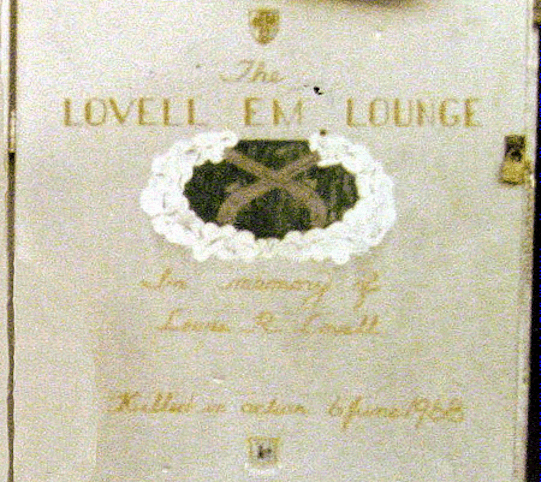 The
LOVELL EM LOUNGE
In memory of
Louis R. Lovell
Killed in action 6 June 1968